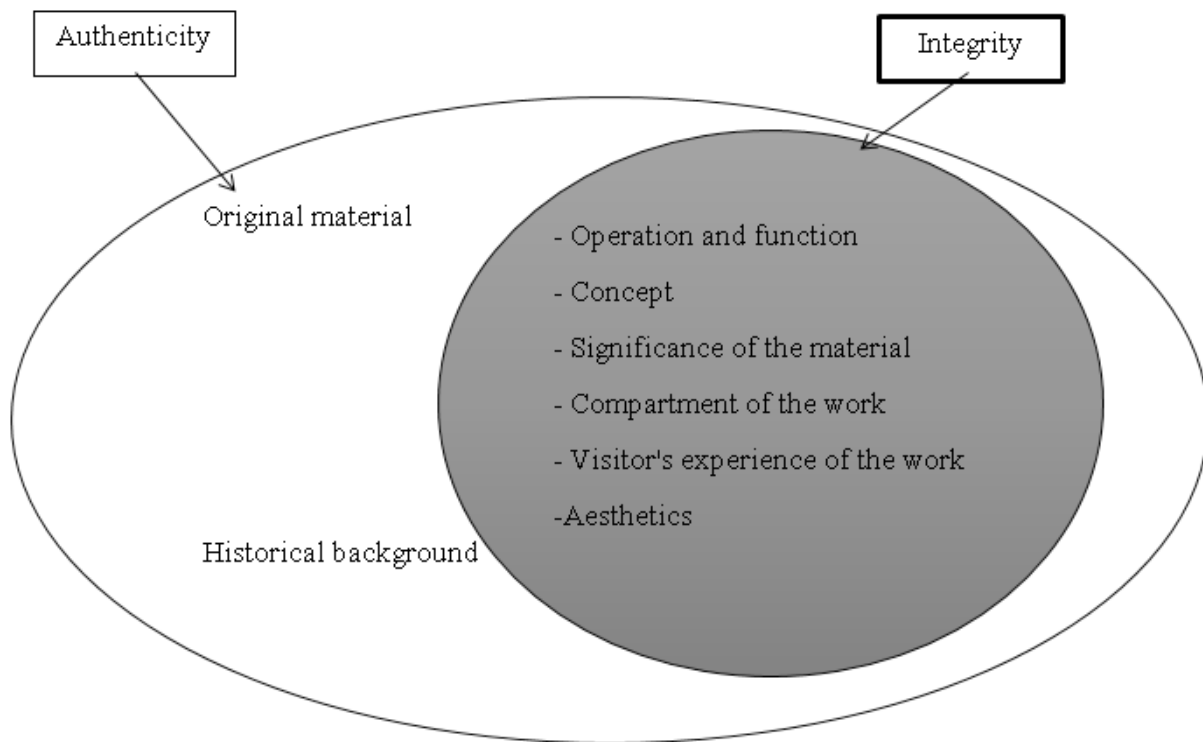 Authenticity
Integrity
Original material
- Operation and function
- Concept
- Significance of the material
- Compartment of the work
- Visitor's experience of the work
-Aesthetics
Historical background